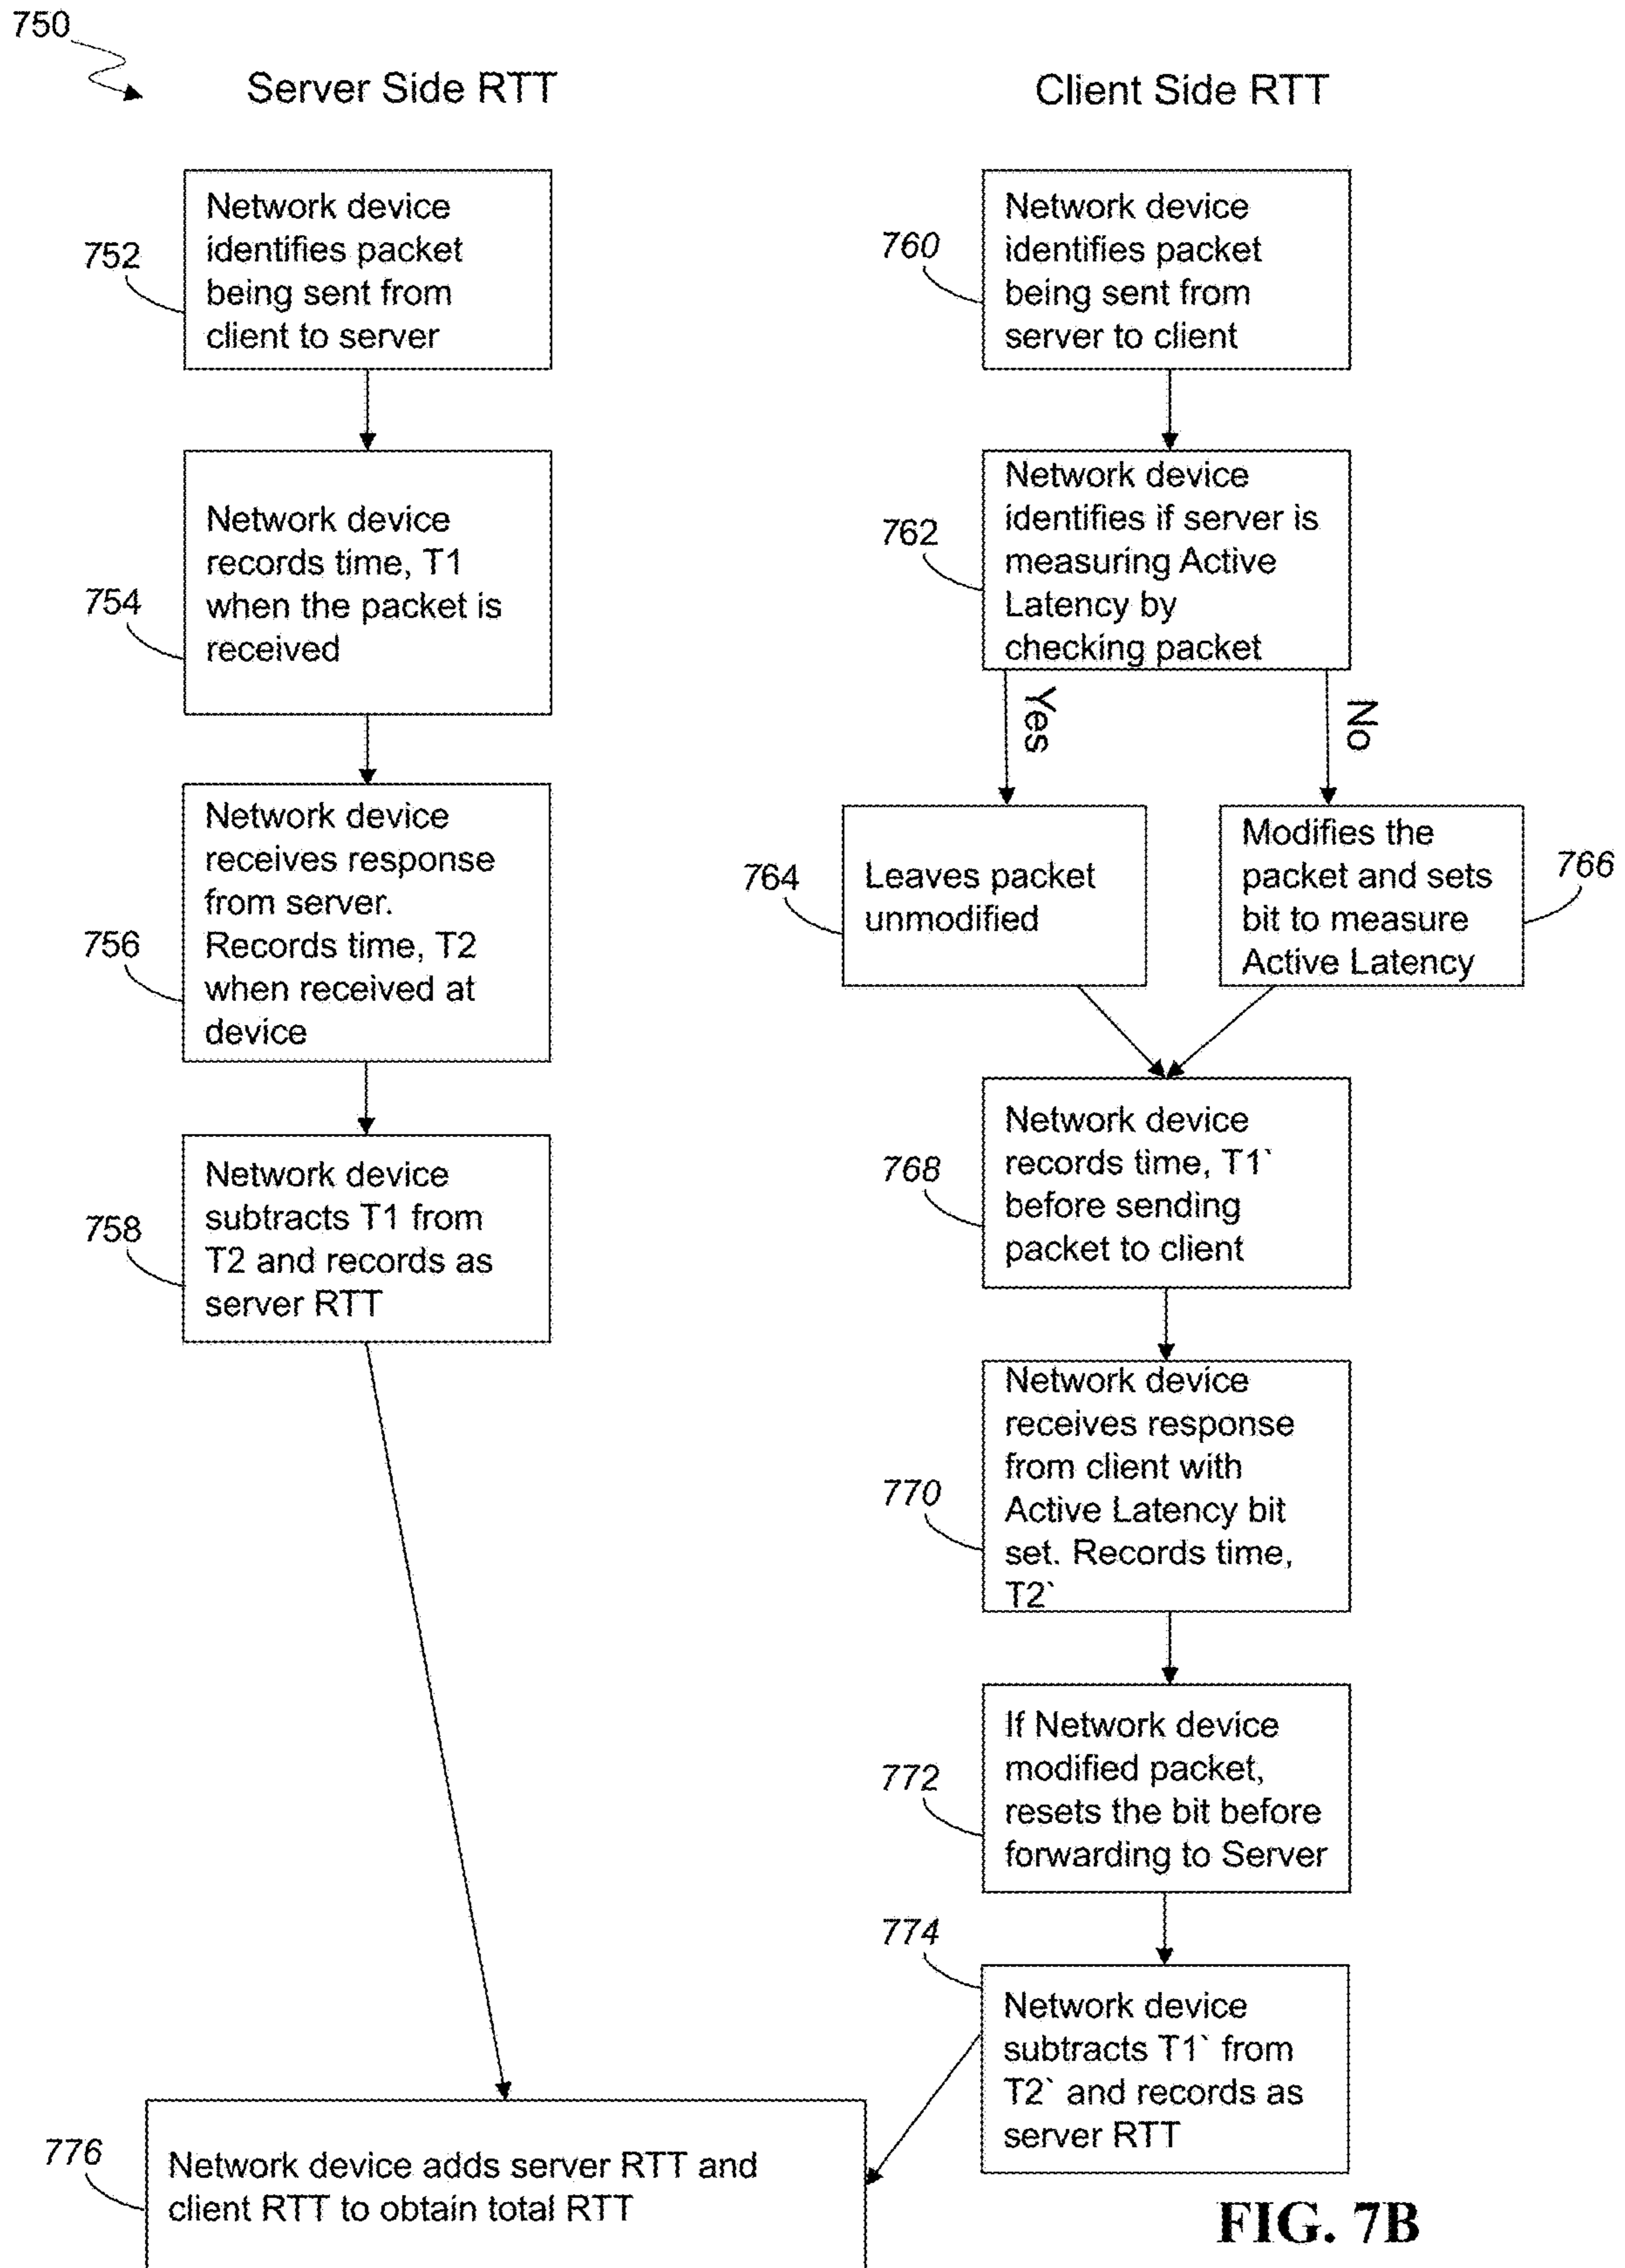 750
Server Side RTT
752
Network device
identifies packet
being sent from
client to server
754
Network device
records time, T1
when the packet is
received
756
Network device
receives response
from server.
Records time, T2
when received at
device
758
Network device
subtracts T1 from
T2 and records as
server RTT
Client Side RTT
760
Network device
identifies packet
being sent from
server to client
762
Network device
identifies if server is
measuring Active
Latency by
checking packet
Yes
No
764
Leaves packet
unmodified
766
Modifies the
packet and sets
bit to measure
Active Latency
768
Network device
records time, T1`
before sending
packet to client
770
Network device
receives response
from client with
Active Latency bit
set. Records time,
T2`
772
If Network device
modified packet,
resets the bit before
forwarding to Server
774
Network device
subtracts T1` from
T2` and records as
server RTT
776
Network device adds server RTT and
client RTT to obtain total RTT
FIG. 7B